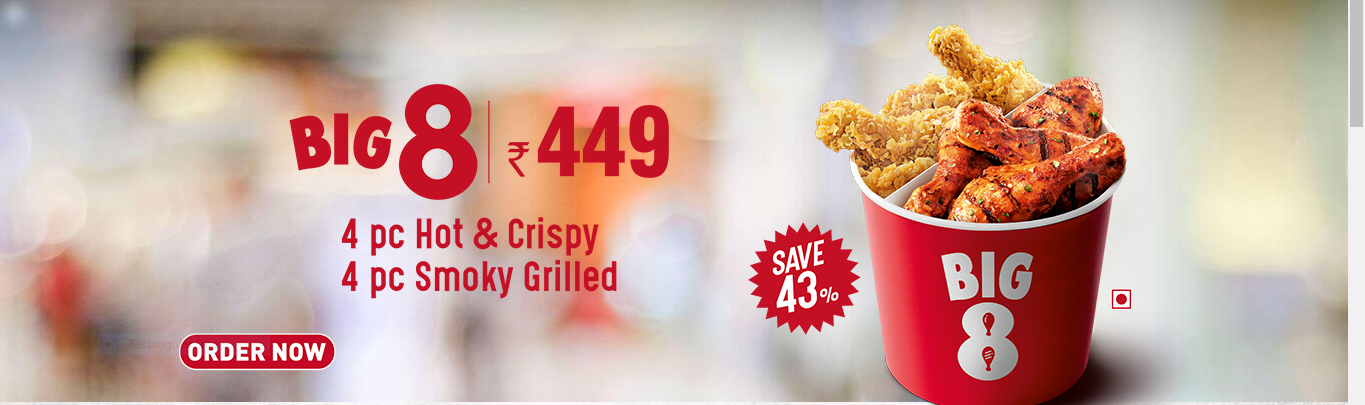 BIG 8 | ₹ 449
4 pc Hot & Crispy
4 pc Smoky Grilled
SAVE
43%
BIG
8
ORDER NOW